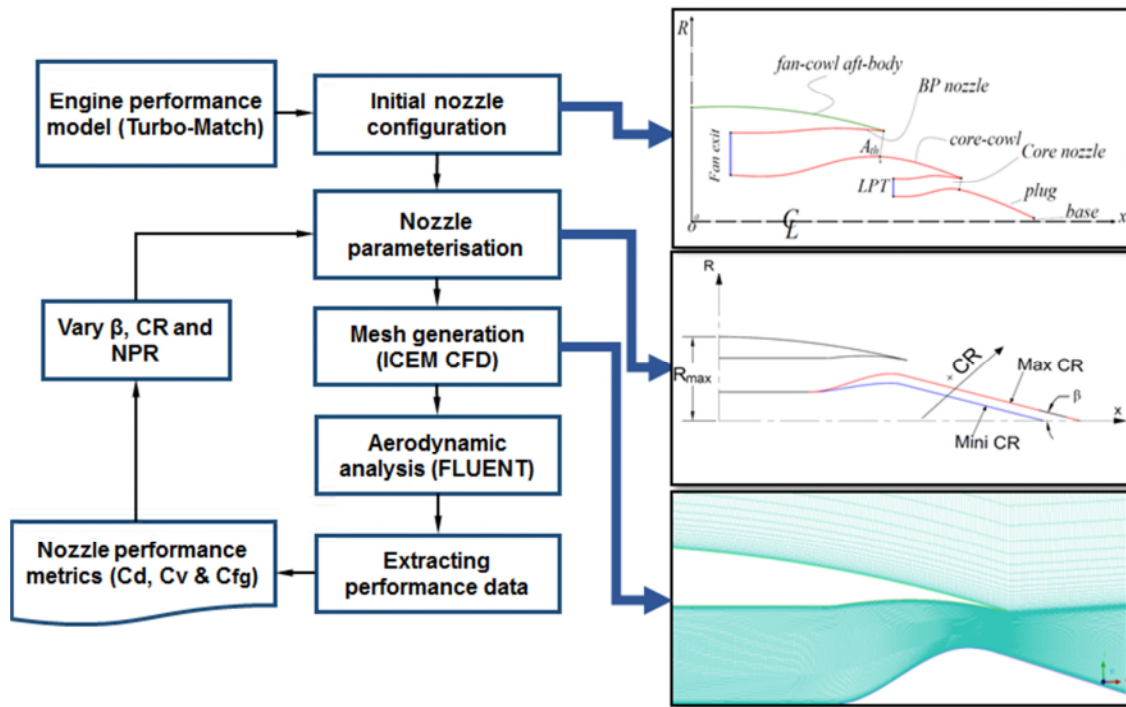 Engine performance
model (Turbo-Match)
Initial nozzle
configuration
Nozzle
parameterisation
Vary β, CR and
NPR
Mesh generation
(ICEM CFD)
Aerodynamic
analysis (FLUENT)
Nozzle performance
metrics (Cd, Cv & Cfg)
Extracting
performance data
R
fan-cowl aft-body
BP nozzle
Fan exit
Ath
core-cowl
Core nozzle
LPT
plug
base
O
CL
x
R
Rmax
CR
Max CR
β
x
Mini CR